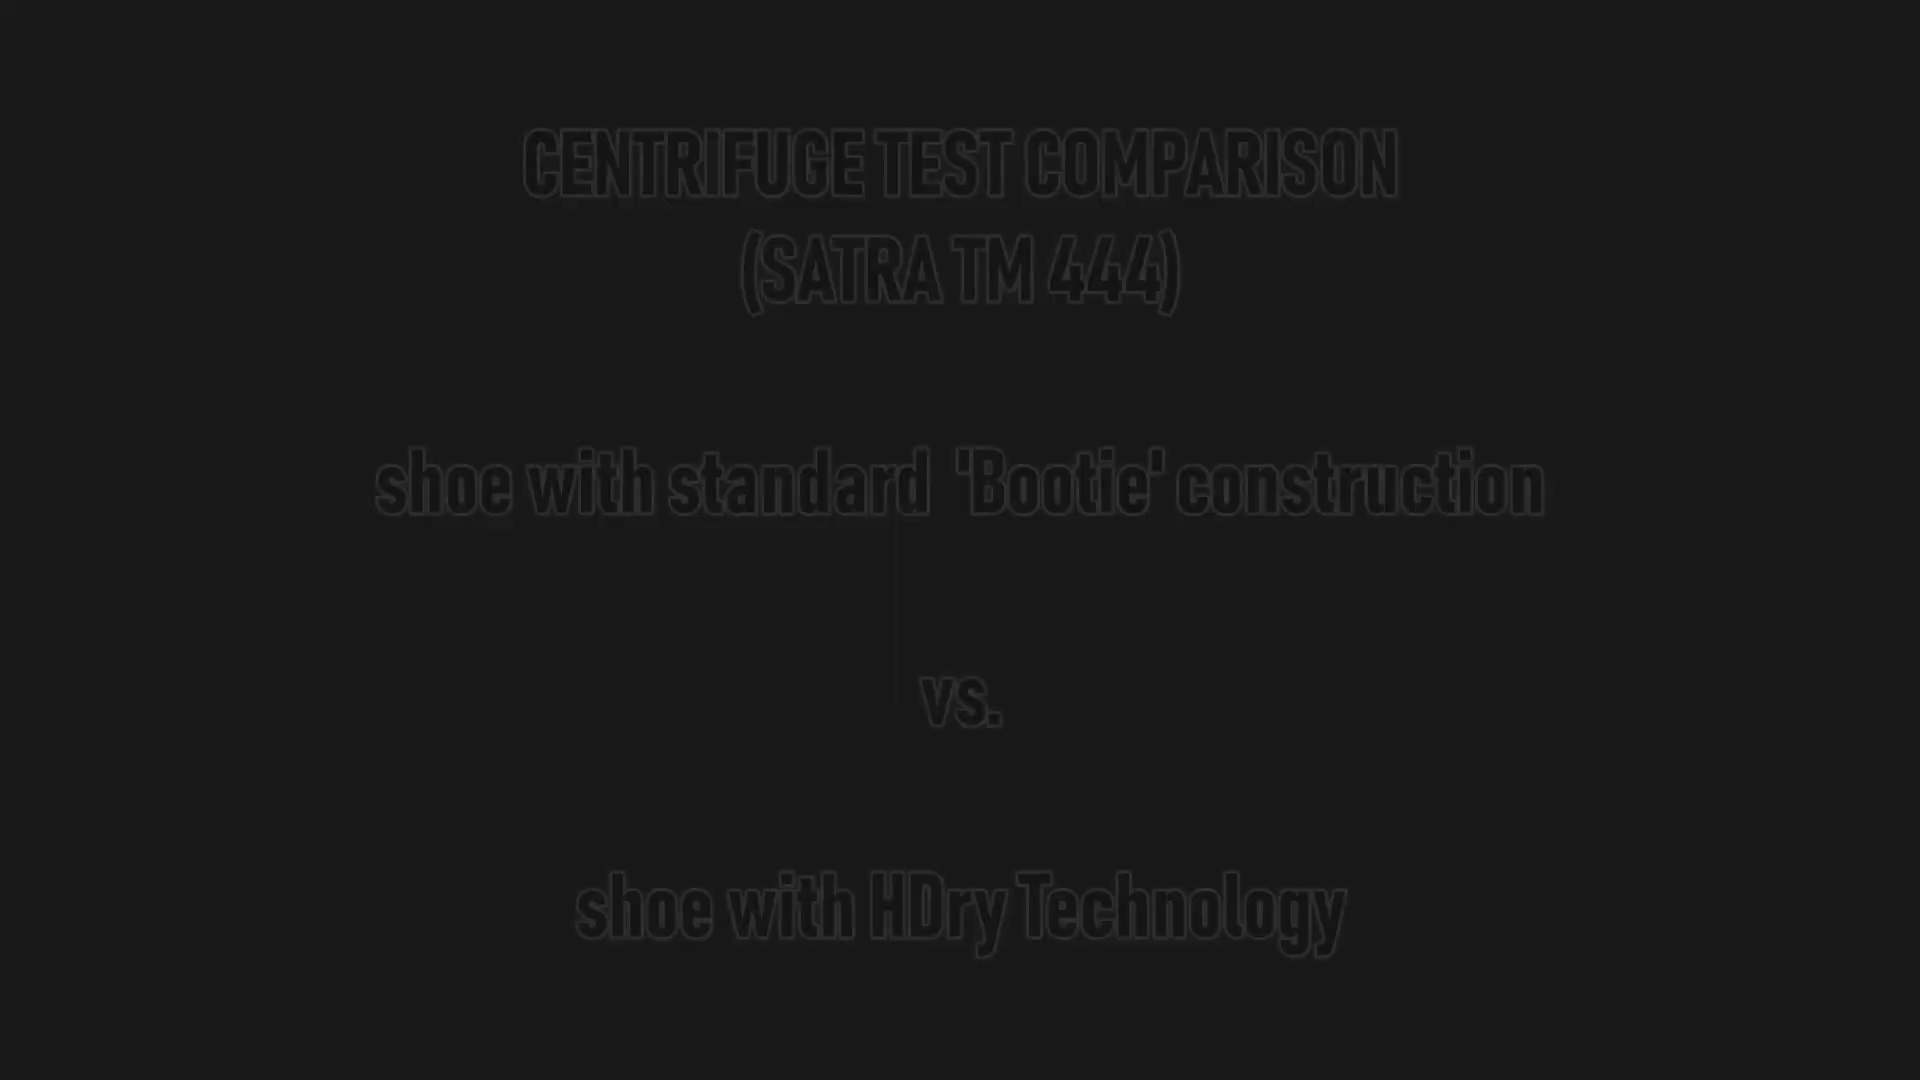 CENTRIFUGE TEST COMPARISON
(SATRA TM 444)
shoe with standard 'Bootie' construction
vs.
shoe with HDry Technology